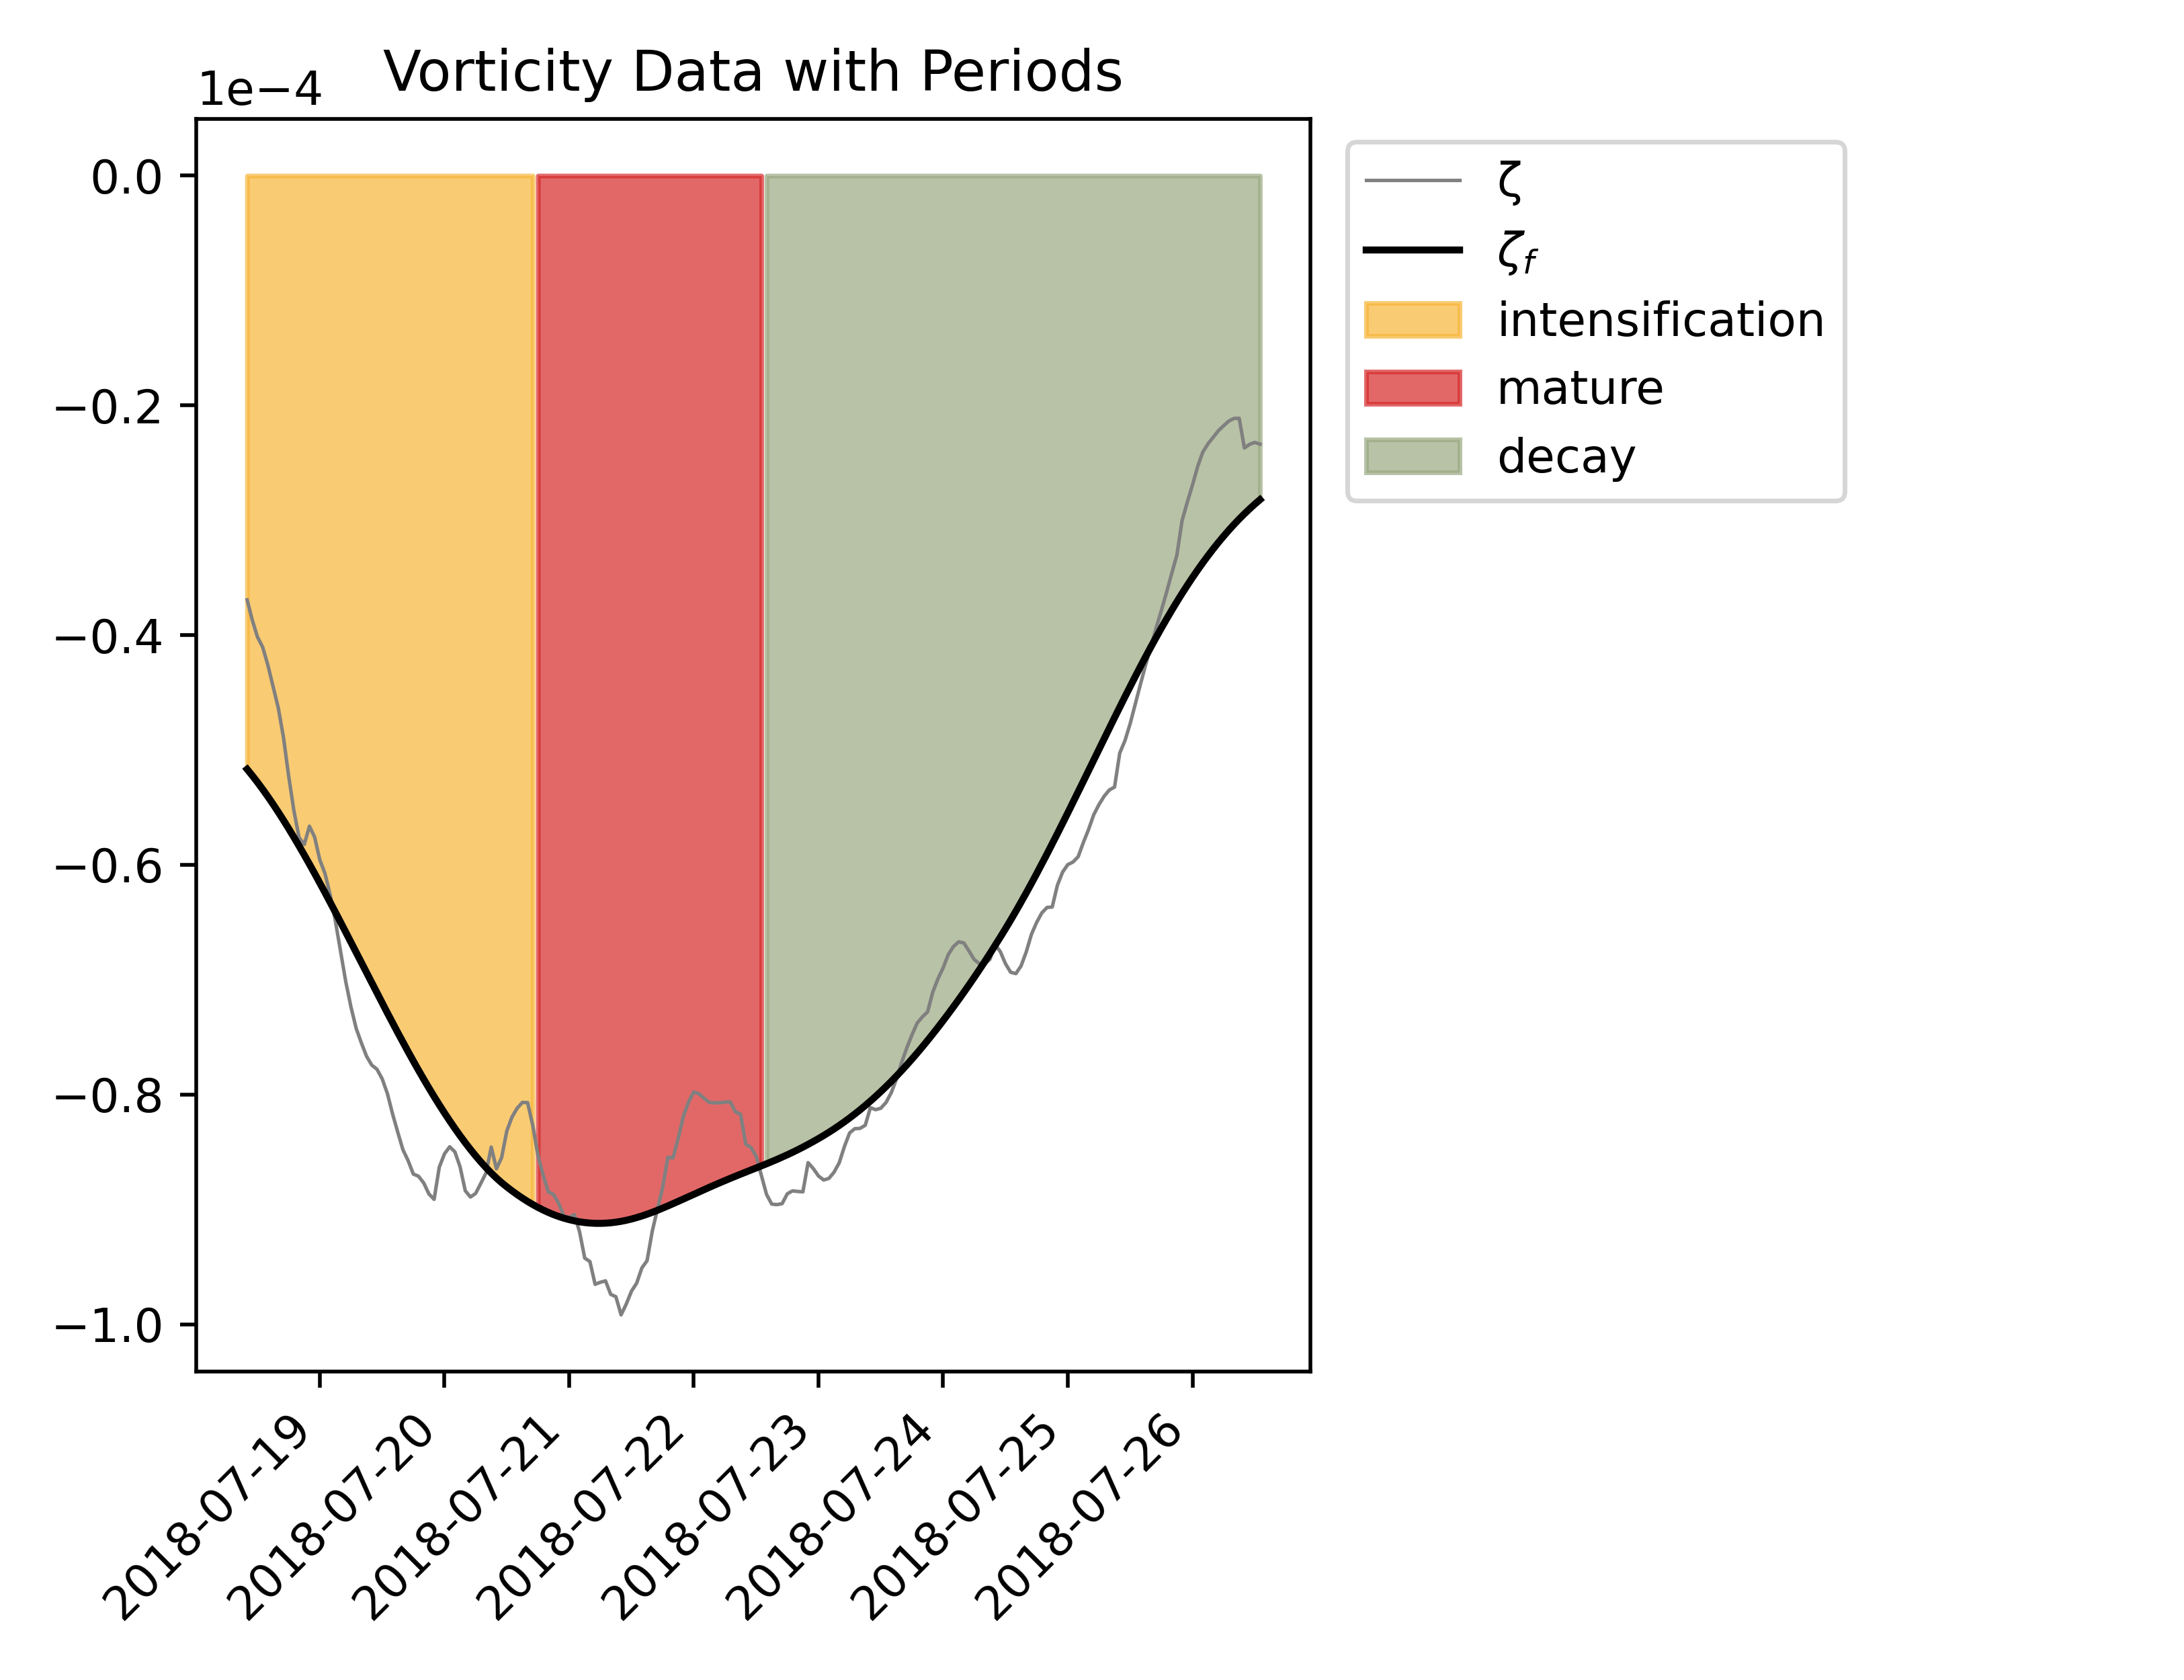 Vorticity Data with Periods
1e−4
0.0
−0.2
−0.4
−0.6
−0.8
−1.0
2018-07-19
2018-07-20
2018-07-21
2018-07-22
2018-07-23
2018-07-24
2018-07-25
2018-07-26
ζ
ζf
intensification
mature
decay